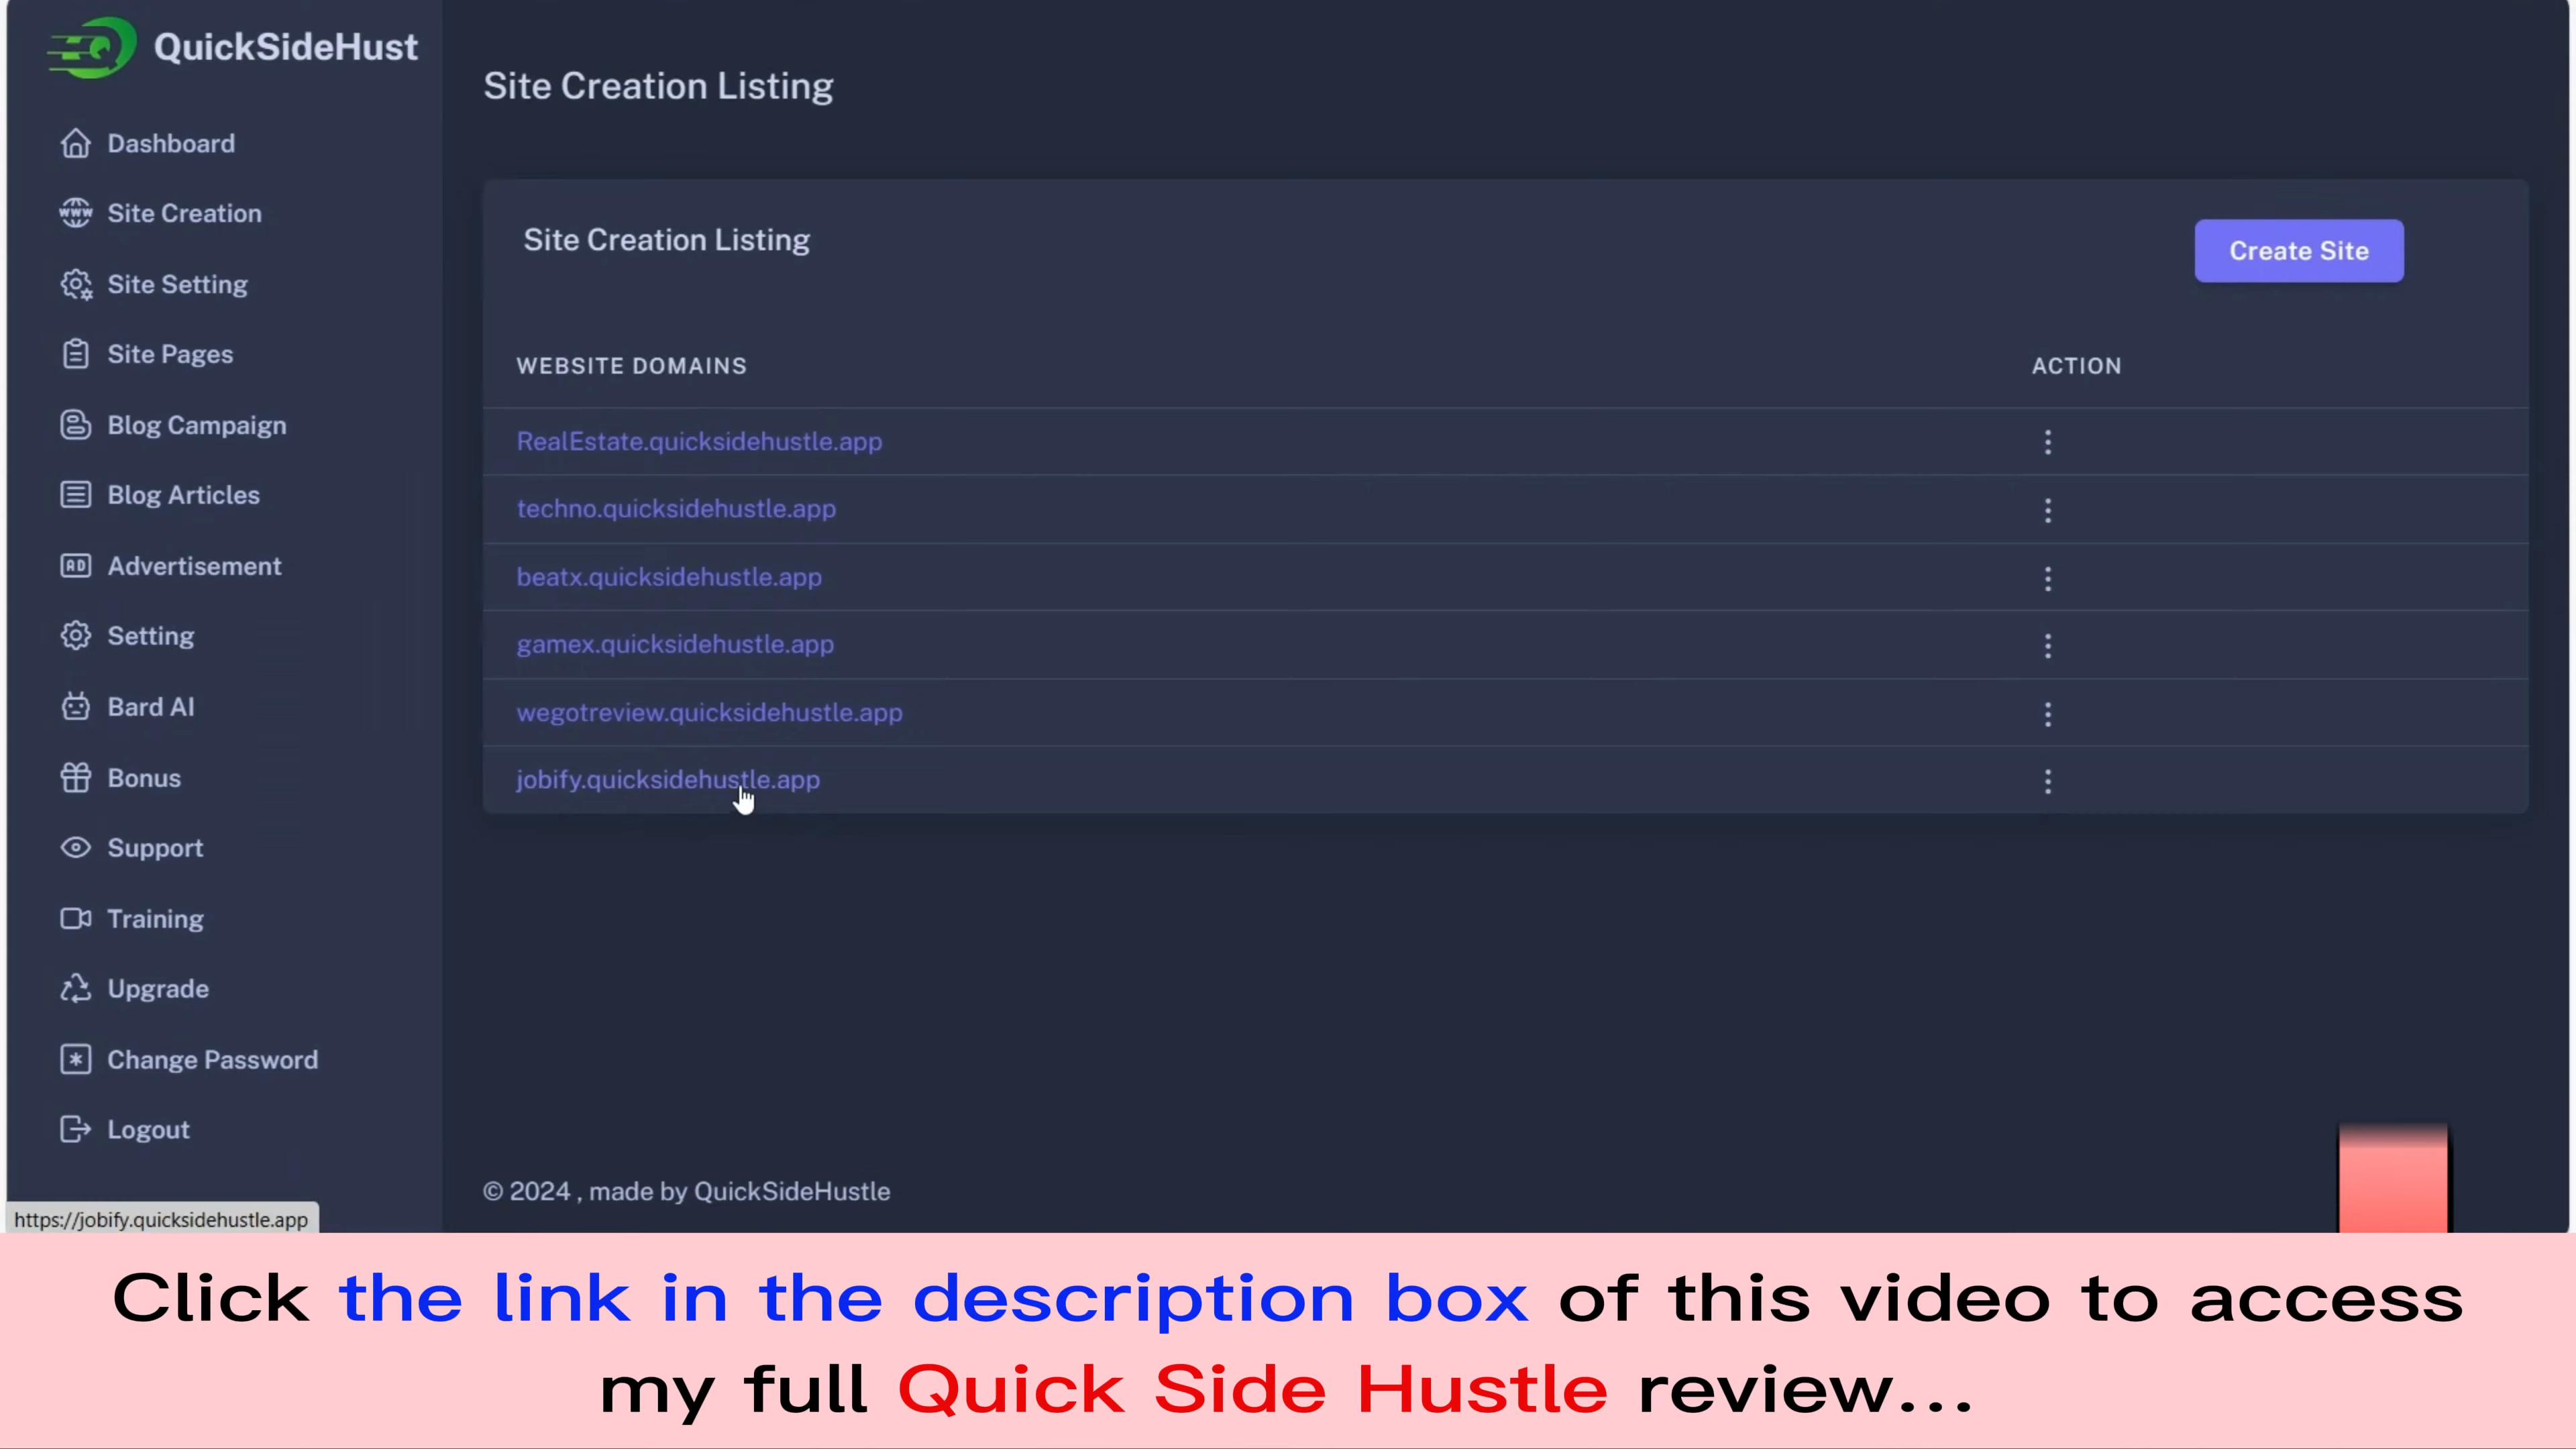 QuickSideHust
Dashboard
Site Creation
Site Setting
Site Pages
Blog Campaign
Blog Articles
Advertisement
Setting
Bard AI
Bonus
Support
Training
Upgrade
Change Password
Logout
Site Creation Listing
Site Creation Listing
Create Site
WEBSITE DOMAINS ACTION
RealEstate.quicksidehustle.app
techno.quicksidehustle.app
beatx.quicksidehustle.app
gamex.quicksidehustle.app
wegotreview.quicksidehustle.app
jobify.quicksidehustle.app
© 2024 , made by QuickSideHustle
https://jobify.quicksidehustle.app
Click the link in the description box of this video to access
my full Quick Side Hustle review...